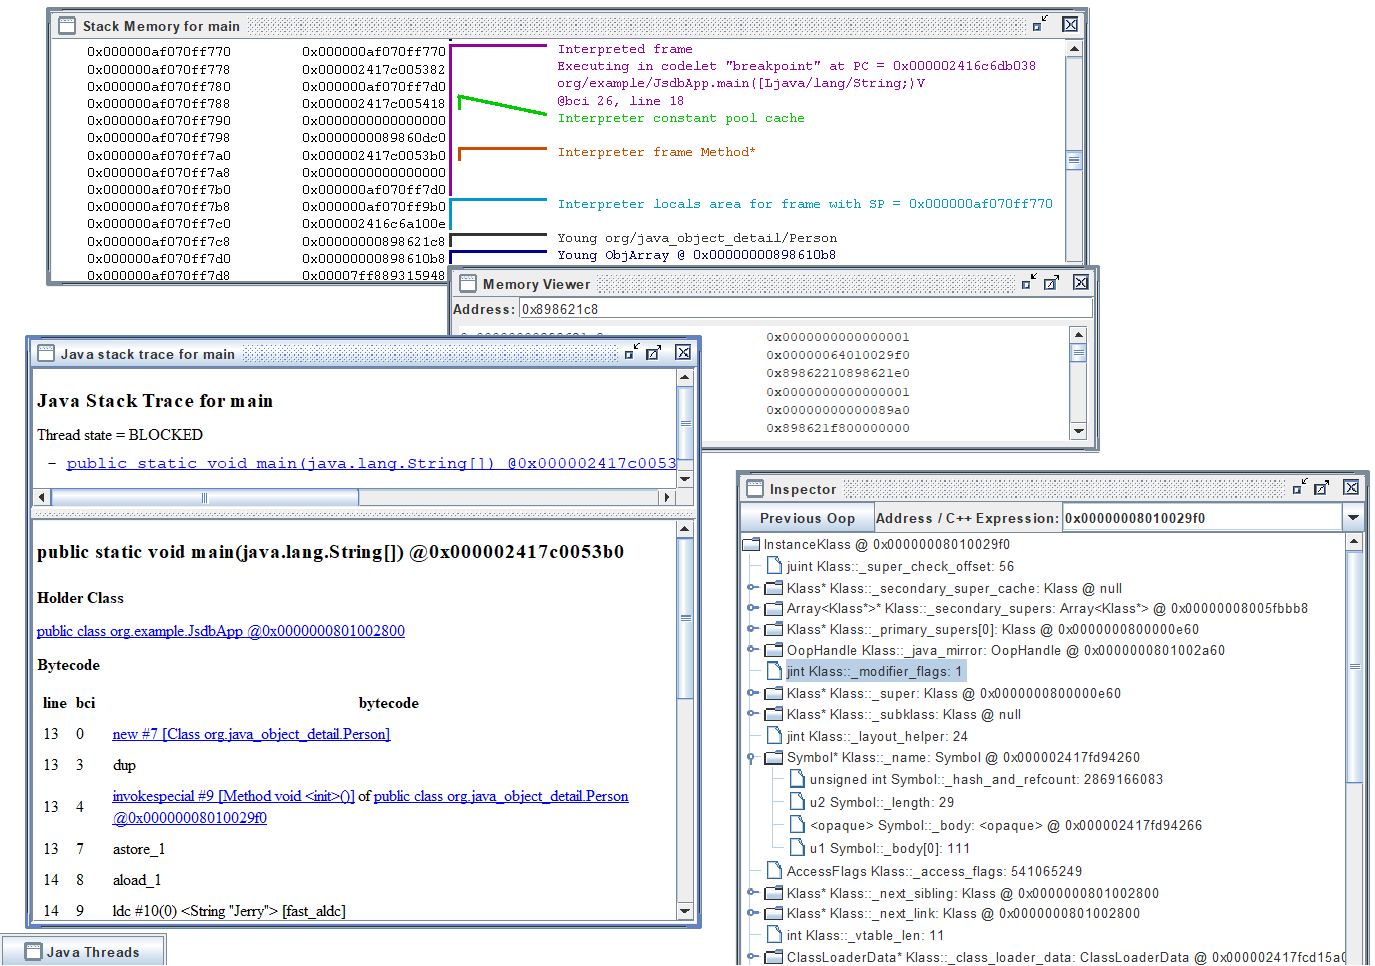 Stack Memory for main
0x000000af070ff770 0x000000af070ff770 Interpreted frame
0x000000af070ff778 0x000002417c005382 Executing in codelet "breakpoint" at PC = 0x000002416c6db038
0x000000af070ff780 0x000000af070ff7d0 org/example/JsdbApp.main([Ljava/lang/String;)V
0x000000af070ff788 0x000002417c005418 @bci 26, line 18
0x000000af070ff790 0x0000000000000000 Interpreter constant pool cache
0x000000af070ff798 0x0000000089860dc0
0x000000af070ff7a0 0x000002417c0053b0 Interpreter frame Method*
0x000000af070ff7a8 0x0000000000000000
0x000000af070ff7b0 0x000000af070ff7d0
0x000000af070ff7b8 0x000000af070ff9b0 Interpreter locals area for frame with SP = 0x000000af070ff770
0x000000af070ff7c0 0x000002416c6a100e
0x000000af070ff7c8 0x00000000898621c8 Young org/java_object_detail/Person
0x000000af070ff7d0 0x00000000898610b8 Young ObjArray @ 0x00000000898610b8
0x000000af070ff7d8 0x00007ff889315948
Memory Viewer
Address: 0x898621c8
0x0000000000000001
0x00000064010029f0
0x89862210898621e0
0x0000000000000001
0x00000000000089a0
0x898621f800000000
Java stack trace for main
Java Stack Trace for main
Thread state = BLOCKED
- public static void main(java.lang.String[]) @0x000002417c0053
public static void main(java.lang.String[]) @0x000002417c0053b0
Holder Class
public class org.example.JsdbApp @0x0000000801002800
Bytecode
line bci bytecode
13 0 new #7 [Class org.java_object_detail.Person]
13 3 dup
13 4 invokespecial #9 [Method void <init>()] of public class org.java_object_detail.Person
@0x00000008010029f0
13 7 astore_1
14 8 aload_1
14 9 ldc #10(0) <String "Jerry"> [fast_aldc]
Java Threads
Inspector
Previous Oop Address / C++ Expression: 0x00000008010029f0
InstanceKlass @ 0x00000008010029f0
juint Klass::_super_check_offset: 56
Klass* Klass::_secondary_super_cache: Klass @ null
Array<Klass*>* Klass::_secondary_supers: Array<Klass*> @ 0x00000008005fbbb8
Klass* Klass::_primary_supers[0]: Klass @ 0x0000000800000e60
OopHandle Klass::_java_mirror: OopHandle @ 0x0000000801002a60
jint Klass::_modifier_flags: 1
Klass* Klass::_super: Klass @ 0x0000000800000e60
Klass* Klass::_subklass: Klass @ null
jint Klass::_layout_helper: 24
Symbol* Klass::_name: Symbol @ 0x000002417fd94260
unsigned int Symbol::_hash_and_refcount: 2869166083
u2 Symbol::_length: 29
<opaque> Symbol::_body: <opaque> @ 0x000002417fd94266
u1 Symbol::_body[0]: 111
AccessFlags Klass::_access_flags: 541065249
Klass* Klass::_next_sibling: Klass @ 0x0000000801002800
Klass* Klass::_next_link: Klass @ 0x0000000801002800
int Klass::_vtable_len: 11
ClassLoaderData* Klass::_class_loader_data: ClassLoaderData @ 0x000002417fcd15a0